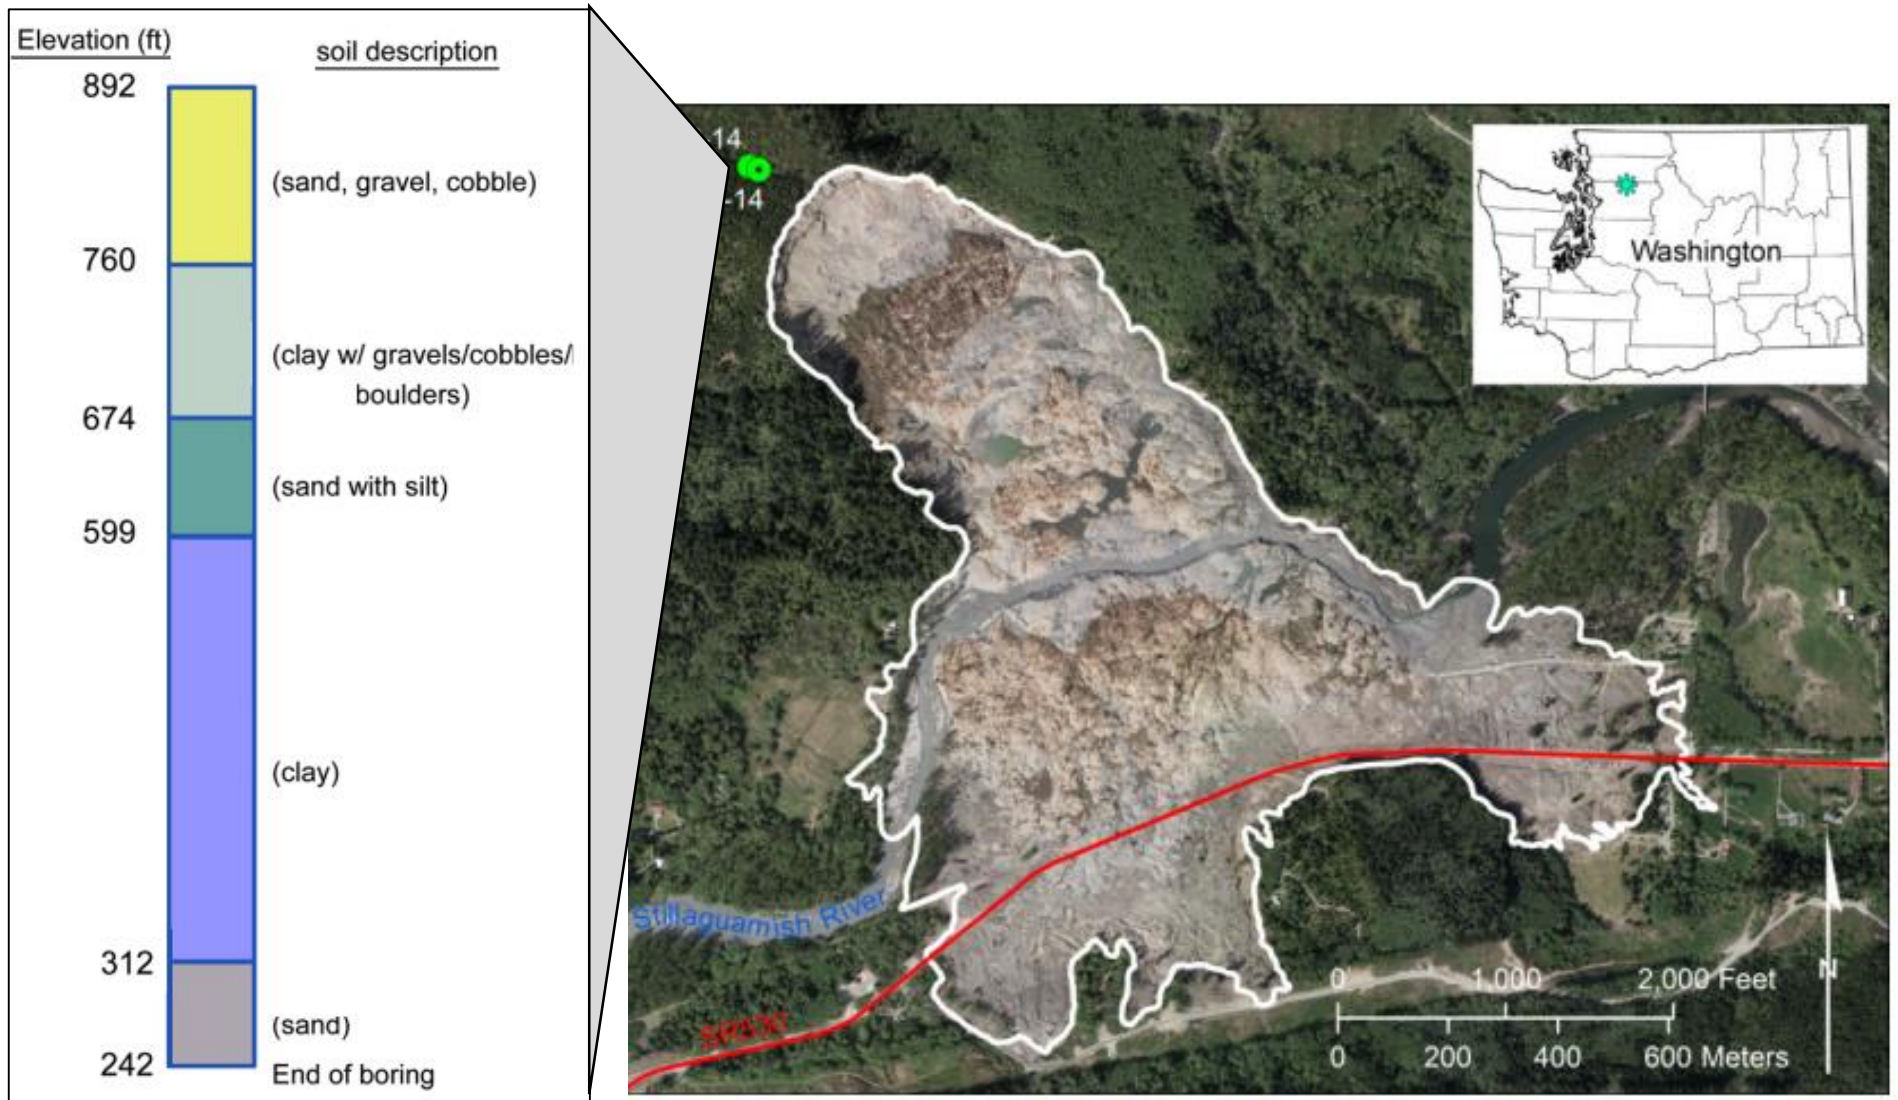 Elevation (ft)
soil description
892
(sand, gravel, cobble)
760
(clay w/ gravels/cobbles/
boulders)
674
(sand with silt)
599
(clay)
312
(sand)
242
End of boring
-14
-14
Washington
Stillaguamish River
SR530
N
0 1,000 2,000 Feet
0 200 400 600 Meters